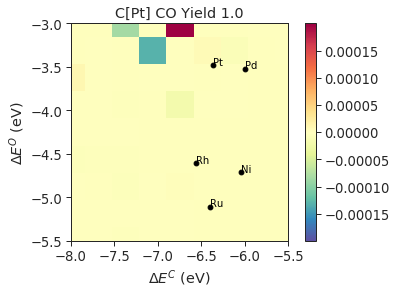 C[Pt] CO Yield 1.0
−3.0
−3.5
−4.0
−4.5
−5.0
−5.5
ΔE^O (eV)
Pt
Pd
Rh
Ni
Ru
−8.0 −7.5 −7.0 −6.5 −6.0 −5.5
ΔE^C (eV)
0.00015
0.00010
0.00005
0.00000
−0.00005
−0.00010
−0.00015